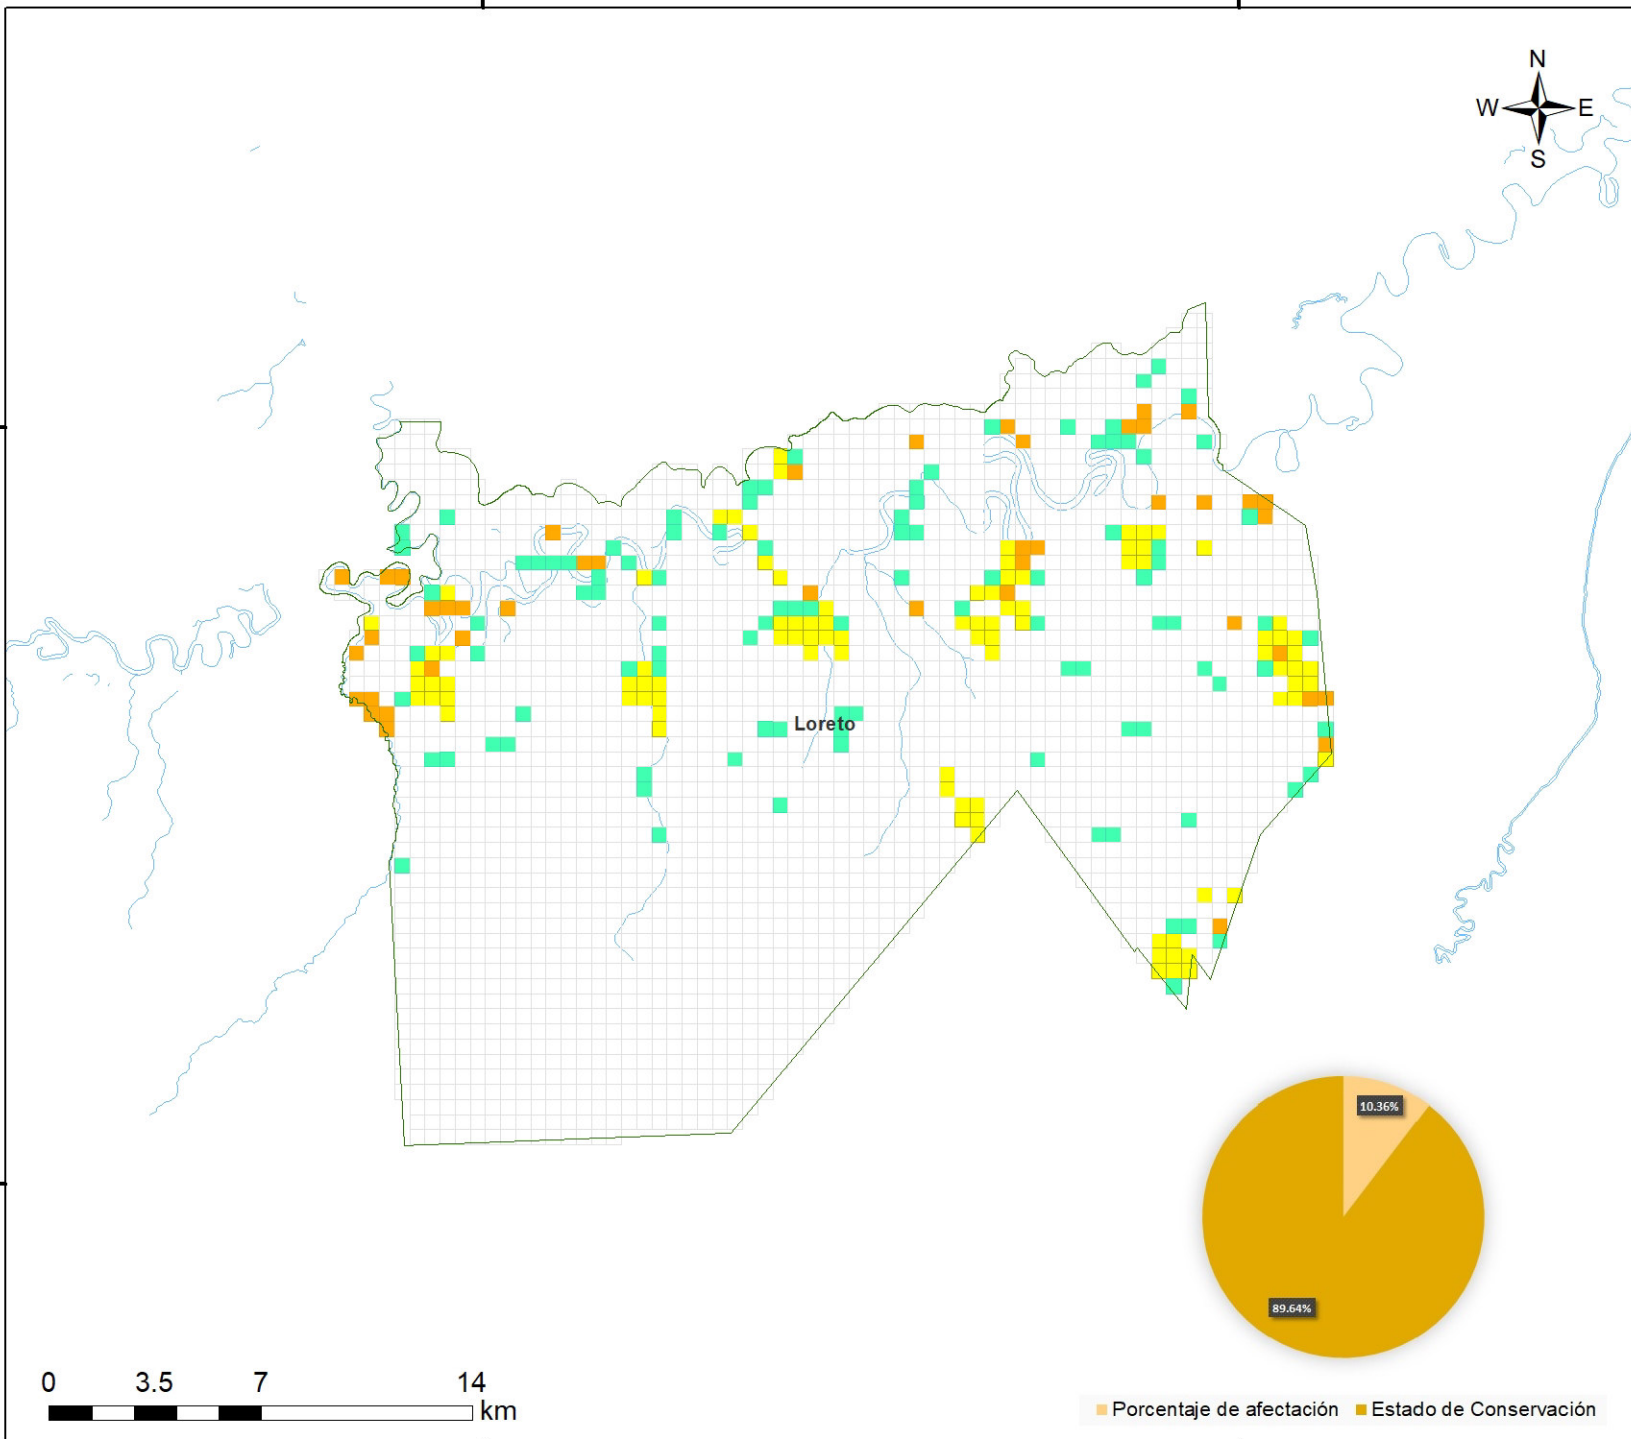 N
W E
S
Loreto
10.36%
89.64%
0 3.5 7 14
km
Porcentaje de afectación Estado de Conservación